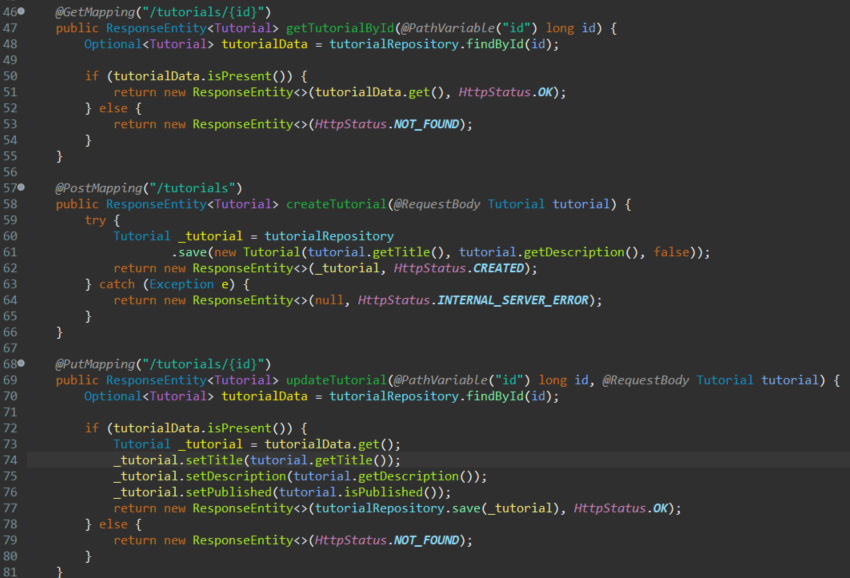 46 @GetMapping("/tutorials/{id}")
47 public ResponseEntity<Tutorial> getTutorialById(@PathVariable("id") long id) {
48 Optional<Tutorial> tutorialData = tutorialRepository.findById(id);
49
50 if (tutorialData.isPresent()) {
51 return new ResponseEntity<>(tutorialData.get(), HttpStatus.OK);
52 } else {
53 return new ResponseEntity<>(HttpStatus.NOT_FOUND);
54 }
55 }
56
57 @PostMapping("/tutorials")
58 public ResponseEntity<Tutorial> createTutorial(@RequestBody Tutorial tutorial) {
59 try {
60 Tutorial _tutorial = tutorialRepository
61 .save(new Tutorial(tutorial.getTitle(), tutorial.getDescription(), false));
62 return new ResponseEntity<>(_tutorial, HttpStatus.CREATED);
63 } catch (Exception e) {
64 return new ResponseEntity<>(null, HttpStatus.INTERNAL_SERVER_ERROR);
65 }
66 }
67
68 @PutMapping("/tutorials/{id}")
69 public ResponseEntity<Tutorial> updateTutorial(@PathVariable("id") long id, @RequestBody Tutorial tutorial) {
70 Optional<Tutorial> tutorialData = tutorialRepository.findById(id);
71
72 if (tutorialData.isPresent()) {
73 Tutorial _tutorial = tutorialData.get();
74 _tutorial.setTitle(tutorial.getTitle());
75 _tutorial.setDescription(tutorial.getDescription());
76 _tutorial.setPublished(tutorial.isPublished());
77 return new ResponseEntity<>(tutorialRepository.save(_tutorial), HttpStatus.OK);
78 } else {
79 return new ResponseEntity<>(HttpStatus.NOT_FOUND);
80 }
81 }